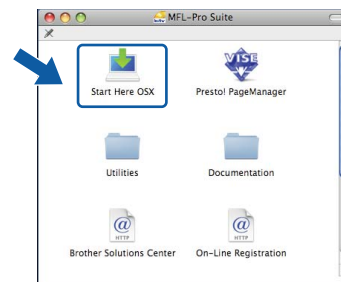 MFL-Pro Suite
Start Here OSX
VISE
Presto! PageManager
Utilities
Documentation
@
HTTP
@
HTTP
Brother Solutions Center
On-Line Registration